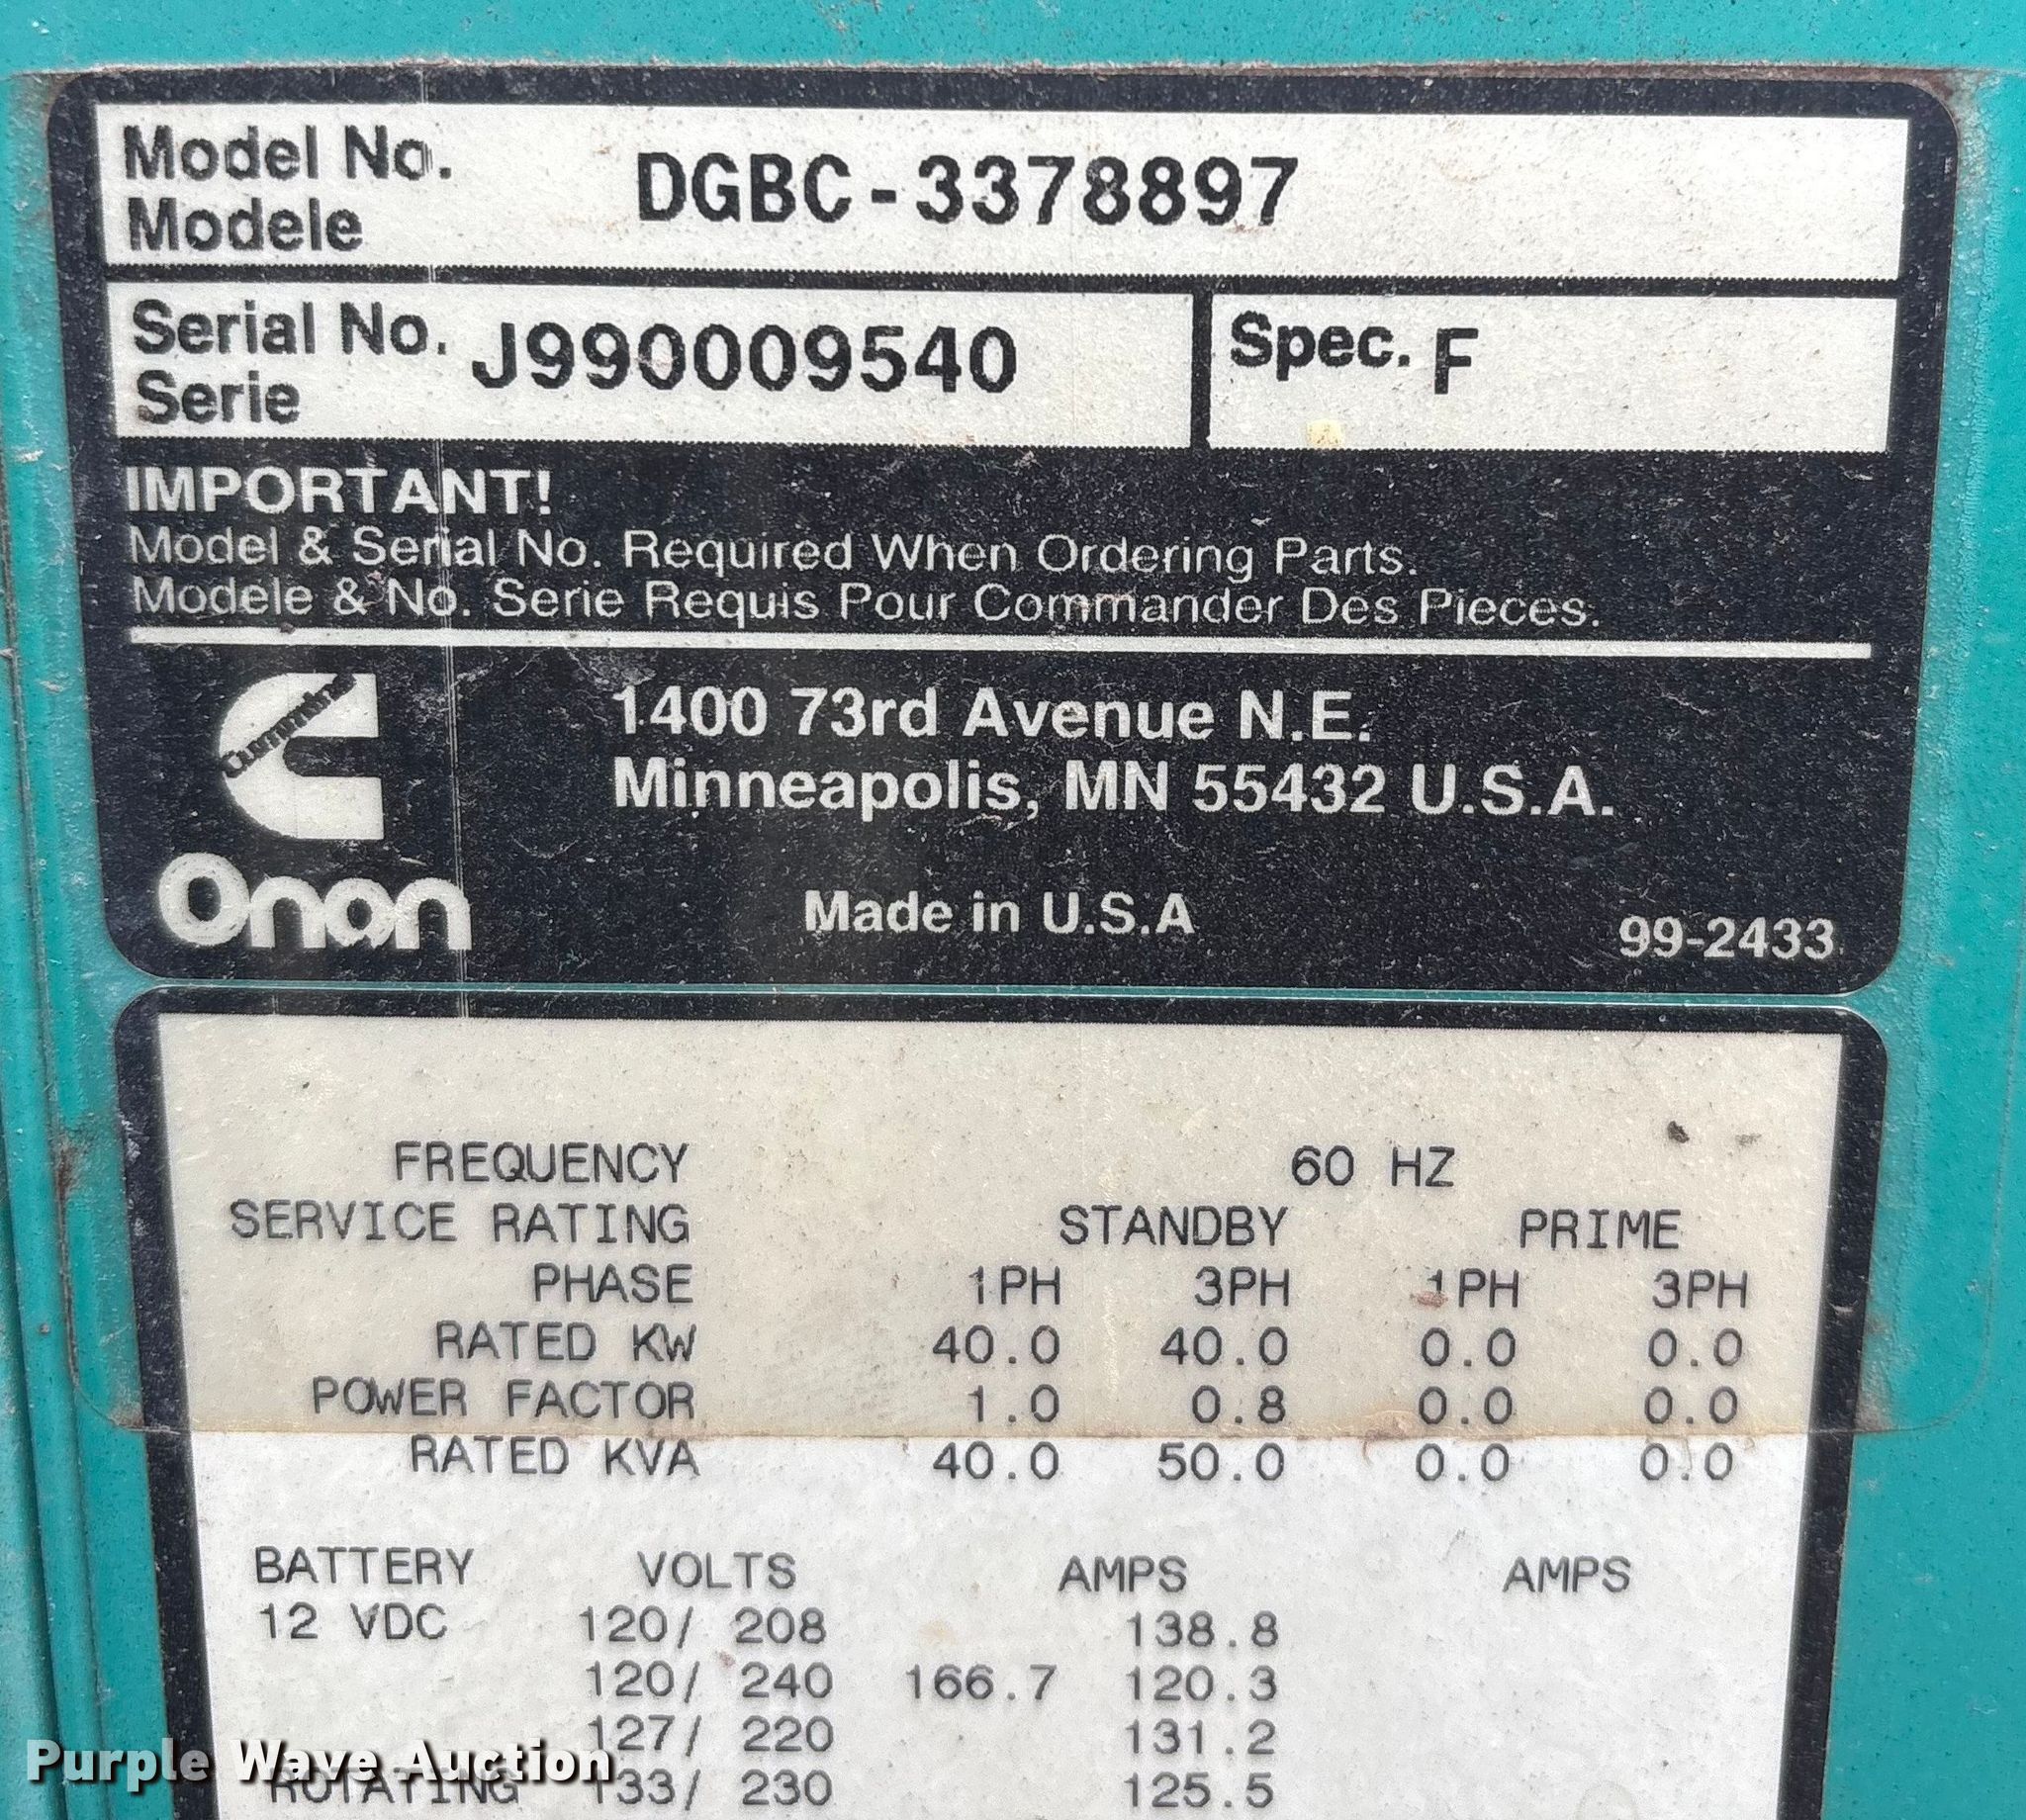 Model No. DGBC-3378897
Modele
Serial No. J990009540 Spec. F
Serie
IMPORTANT!
Model & Serial No. Required When Ordering Parts.
Modele & No. Serie Requis Pour Commander Des Pieces.
Cummins
Onan
1400 73rd Avenue N.E.
Minneapolis, MN 55432 U.S.A.
Made in U.S.A
99-2433
FREQUENCY 60 HZ
SERVICE RATING STANDBY PRIME
PHASE 1PH 3PH 1PH 3PH
RATED KW 40.0 40.0 0.0 0.0
POWER FACTOR 1.0 0.8 0.0 0.0
RATED KVA 40.0 50.0 0.0 0.0
BATTERY VOLTS AMPS AMPS
12 VDC 120/ 208 138.8
120/ 240 166.7 120.3
127/ 220 131.2
ROTATING 133/ 230 125.5
Purple Wave Auction